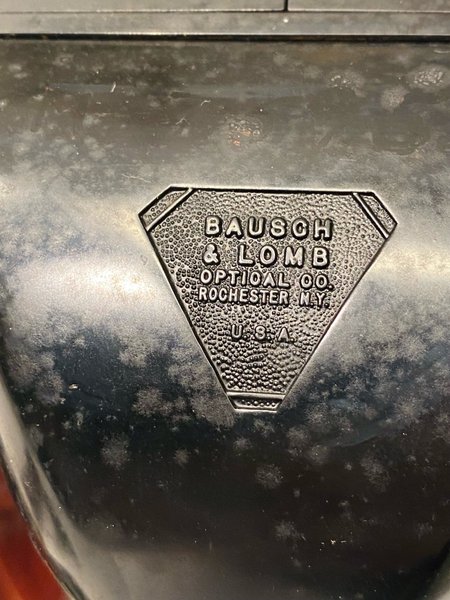 BAUSCH
& LOMB
OPTICAL CO.
ROCHESTER N.Y.
U.S.A.